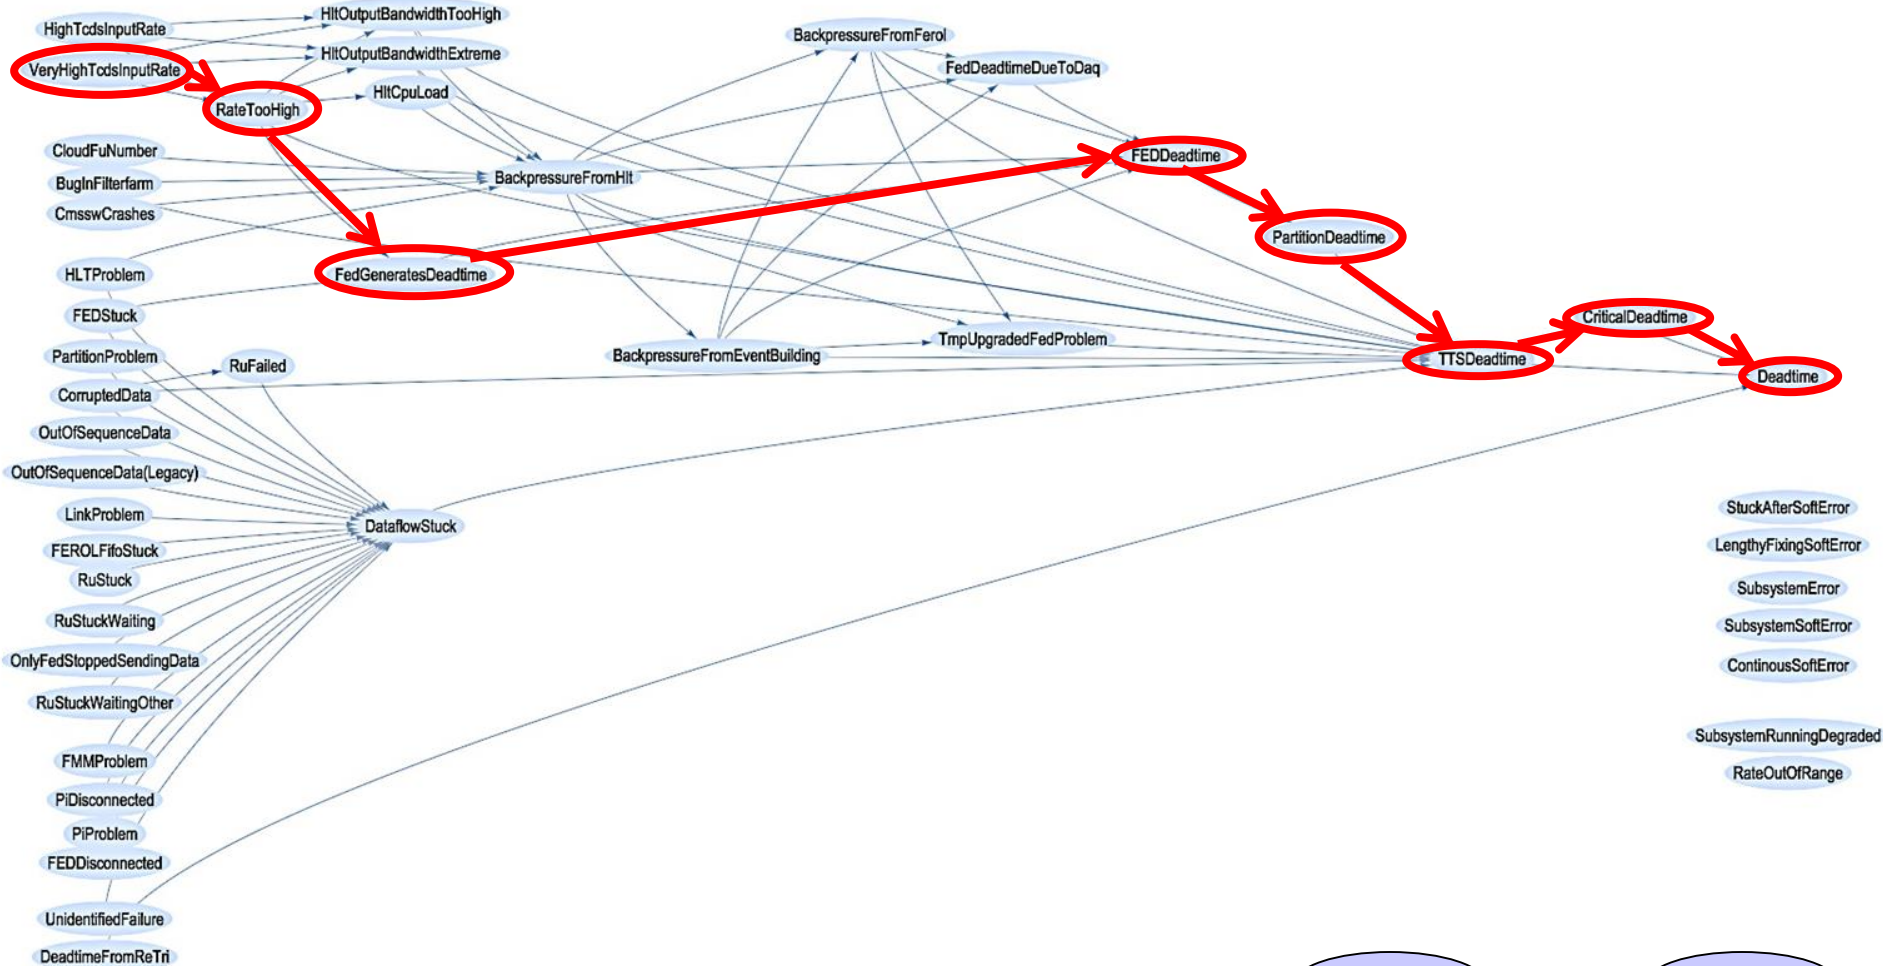 HighTcdsInputRate
VeryHighTcdsInputRate
RateTooHigh
HltOutputBandwidthTooHigh
HltOutputBandwidthExtreme
HltCpuLoad
BackpressureFromFerol
FedDeadtimeDueToDaq
CloudFuNumber
BugInFilterfarm
CmsswCrashes
BackpressureFromHlt
FEDDeadtime
PartitionDeadtime
HLTProblem
FedGeneratesDeadtime
FEDStuck
PartitionProblem
RuFailed
CorruptedData
BackpressureFromEventBuilding
TmpUpgradedFedProblem
CriticalDeadtime
TTSDeadtime
Deadtime
OutOfSequenceData
OutOfSequenceData(Legacy)
LinkProblem
DataflowStuck
FEROLFifoStuck
RuStuck
RuStuckWaiting
OnlyFedStoppedSendingData
RuStuckWaitingOther
FMMProblem
PiDisconnected
PiProblem
FEDDisconnected
UnidentifiedFailure
DeadtimeFromReTri
StuckAfterSoftError
LengthyFixingSoftError
SubsystemError
SubsystemSoftError
ContinousSoftError
SubsystemRunningDegraded
RateOutOfRange